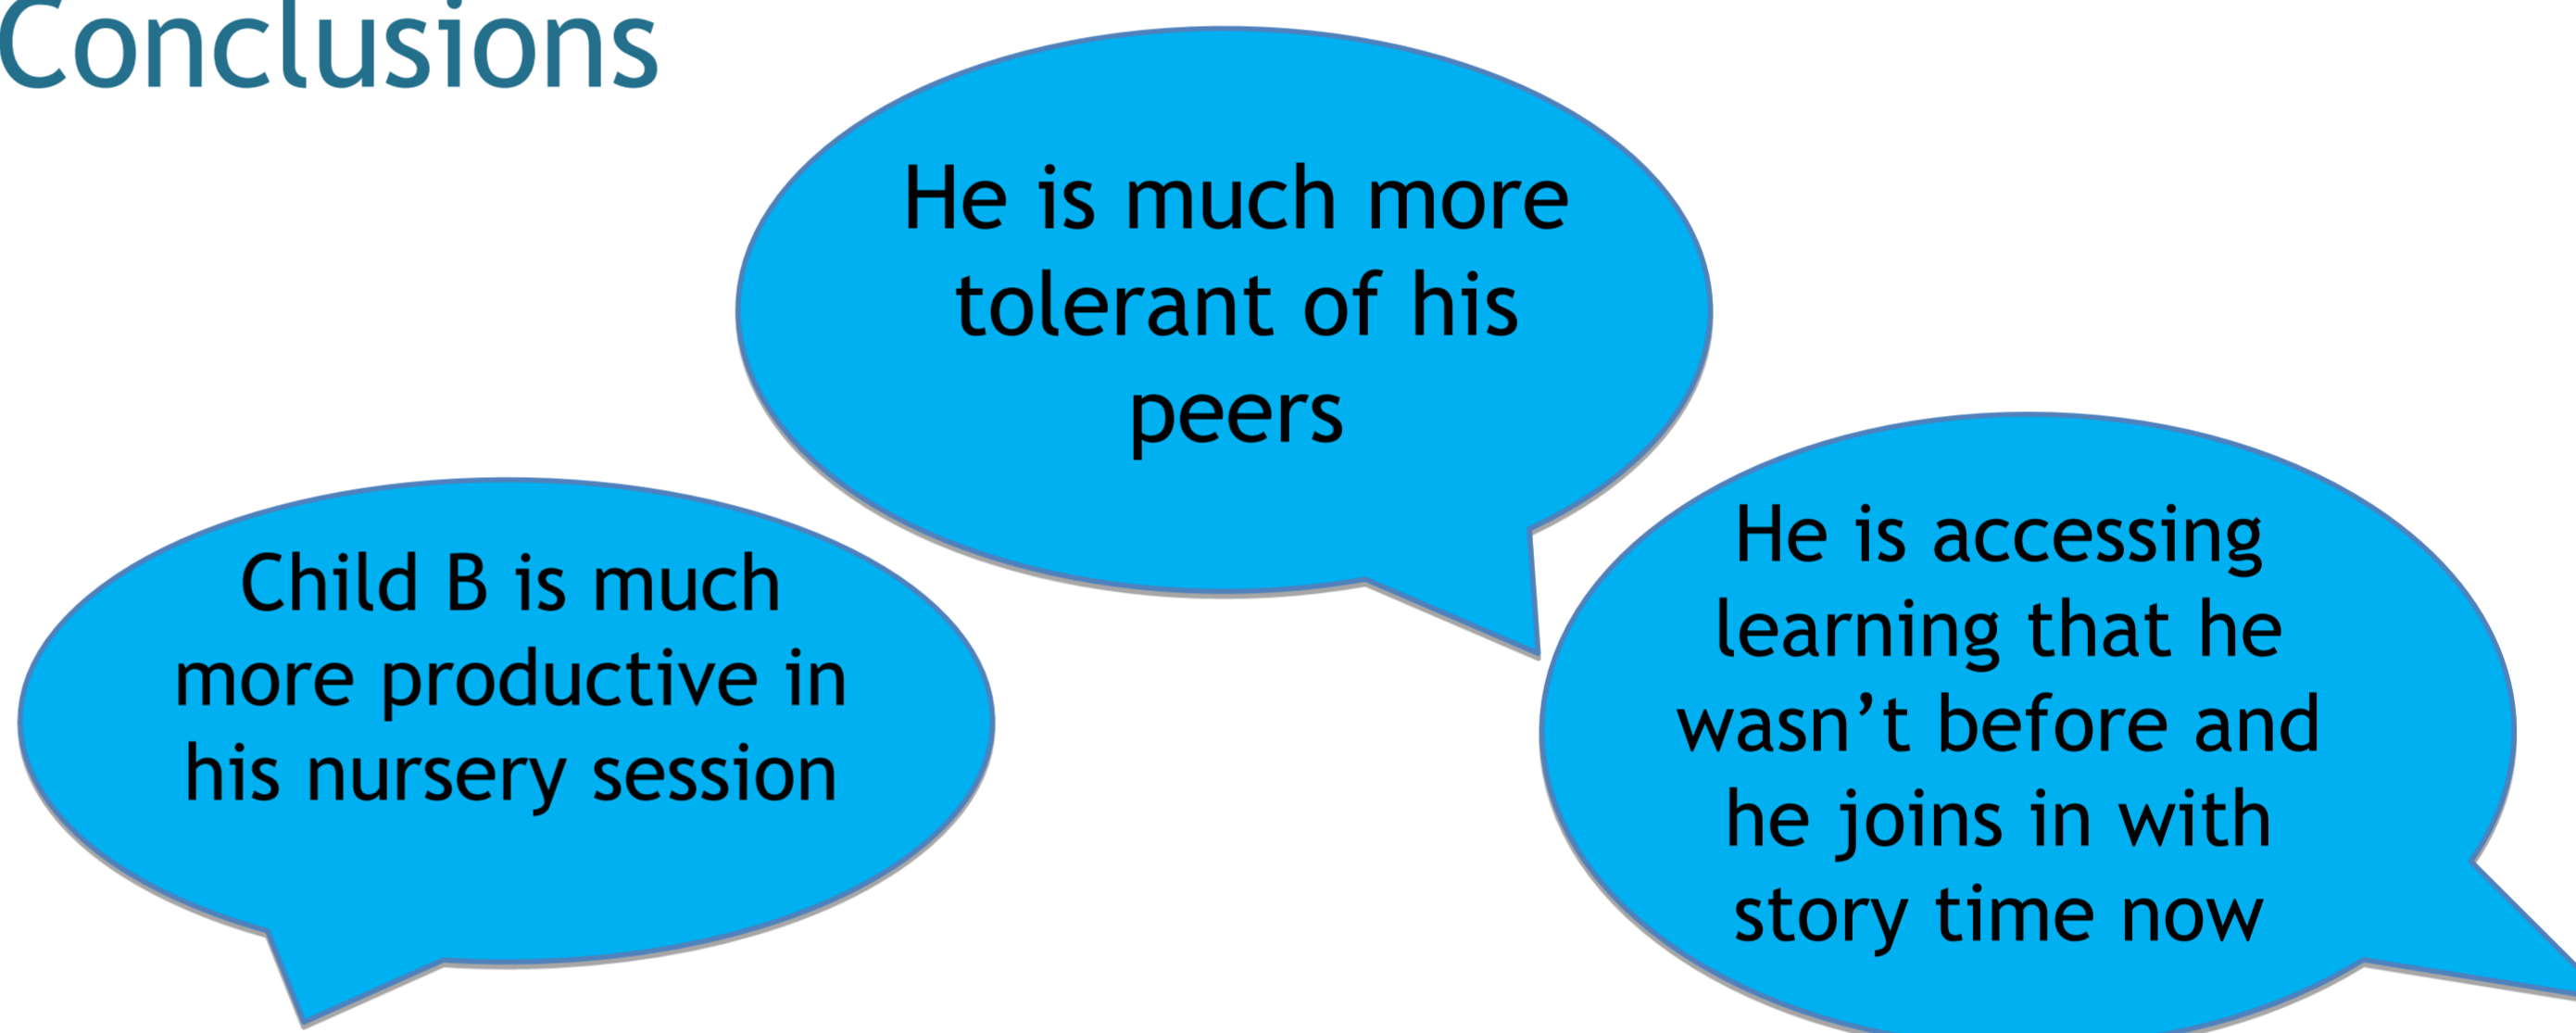 Conclusions
He is much more
tolerant of his
peers
Child B is much
more productive in
his nursery session
He is accessing
learning that he
wasn’t before and
he joins in with
story time now